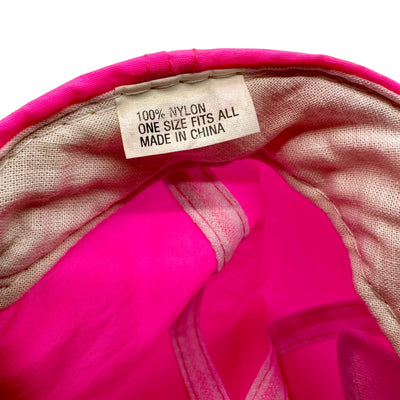 100% NYLON
ONE SIZE FITS ALL
MADE IN CHINA